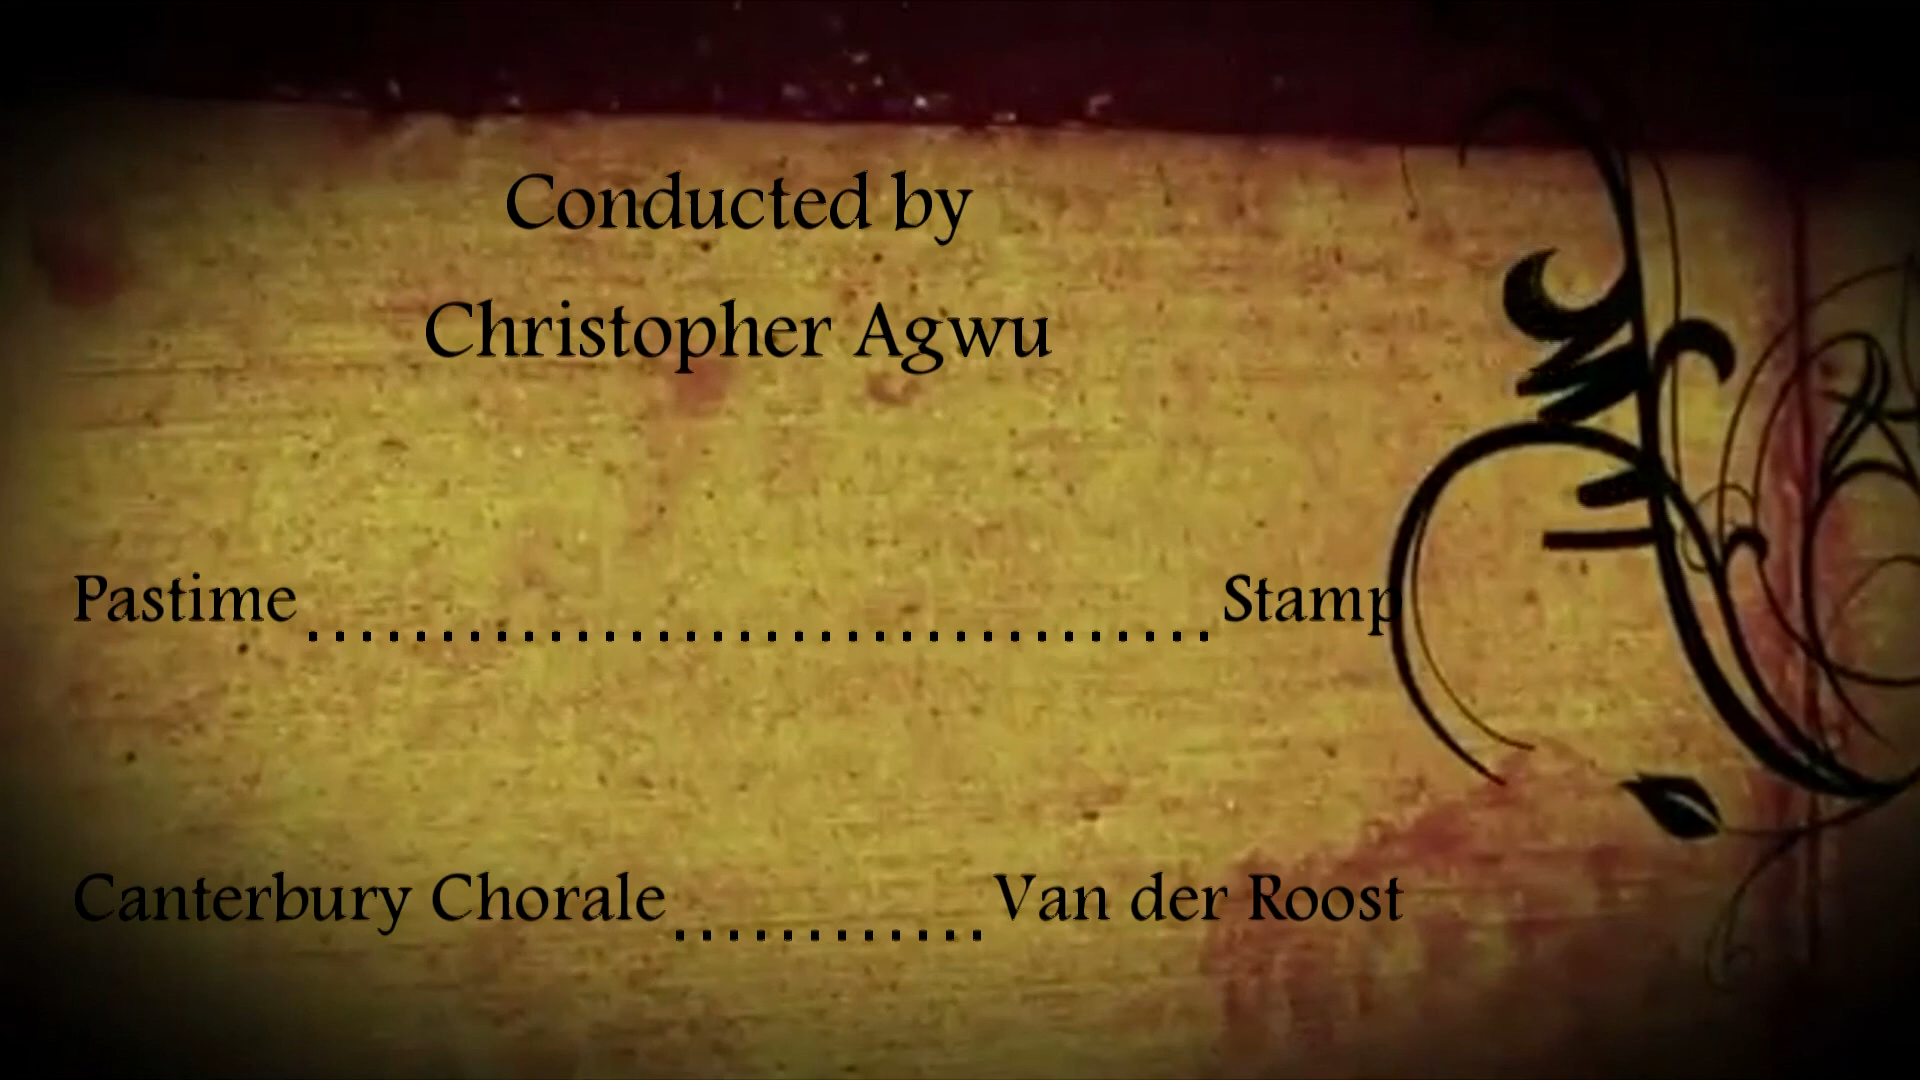 Conducted by
Christopher Agwu
Pastime .................................. Stamp
Canterbury Chorale ............ Van der Roost